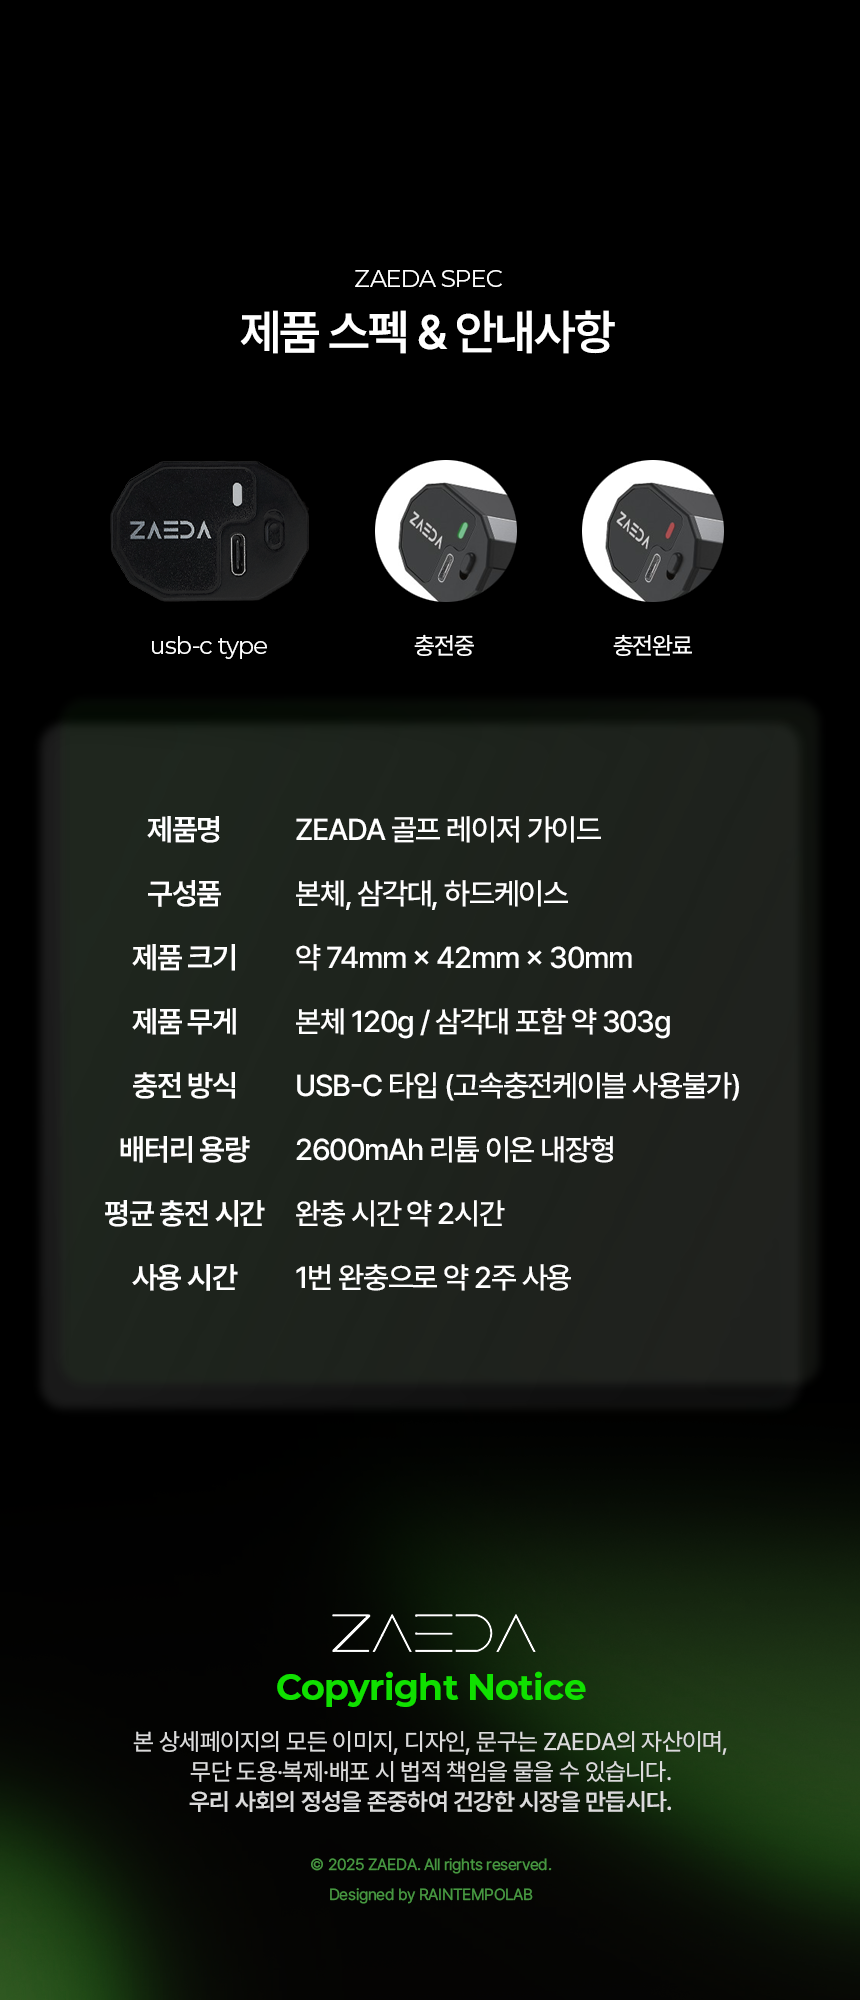 ZAEDA SPEC
제품 스펙 & 안내사항
ZAEDA
ZAEDA
ZAEDA
usb-c type
충전중
충전완료
제품명 ZEADA 골프 레이저 가이드
구성품 본체, 삼각대, 하드케이스
제품 크기 약 74mm × 42mm × 30mm
제품 무게 본체 120g / 삼각대 포함 약 303g
충전 방식 USB-C 타입 (고속충전케이블 사용불가)
배터리 용량 2600mAh 리튬 이온 내장형
평균 충전 시간 완충 시간 약 2시간
사용 시간 1번 완충으로 약 2주 사용
ZAEDA
Copyright Notice
본 상세페이지의 모든 이미지, 디자인, 문구는 ZAEDA의 자산이며,
무단 도용·복제·배포 시 법적 책임을 물을 수 있습니다.
우리 사회의 정성을 존중하여 건강한 시장을 만듭시다.
© 2025 ZAEDA. All rights reserved.
Designed by RAINTEMPOLAB